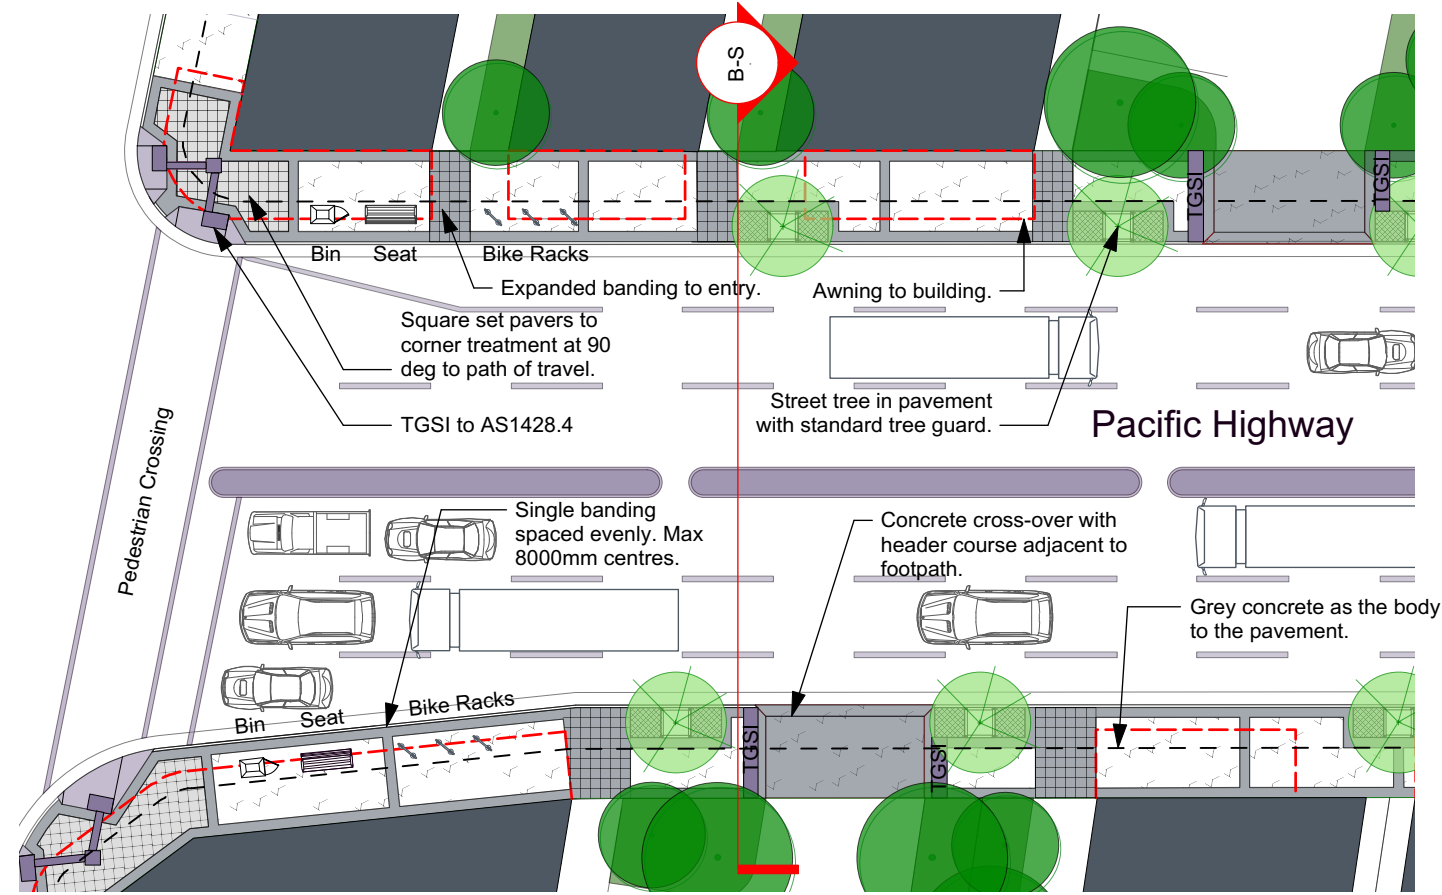 B-S
TGSI
TGSI
Bin
Seat
Bike Racks
Expanded banding to entry.
Awning to building.
Square set pavers to
corner treatment at 90
deg to path of travel.
TGSI to AS1428.4
Street tree in pavement
with standard tree guard.
Pacific Highway
Pedestrian Crossing
Single banding
spaced evenly. Max
8000mm centres.
Concrete cross-over with
header course adjacent to
footpath.
Grey concrete as the body
to the pavement.
Bin
Seat
Bike Racks
TGSI
TGSI